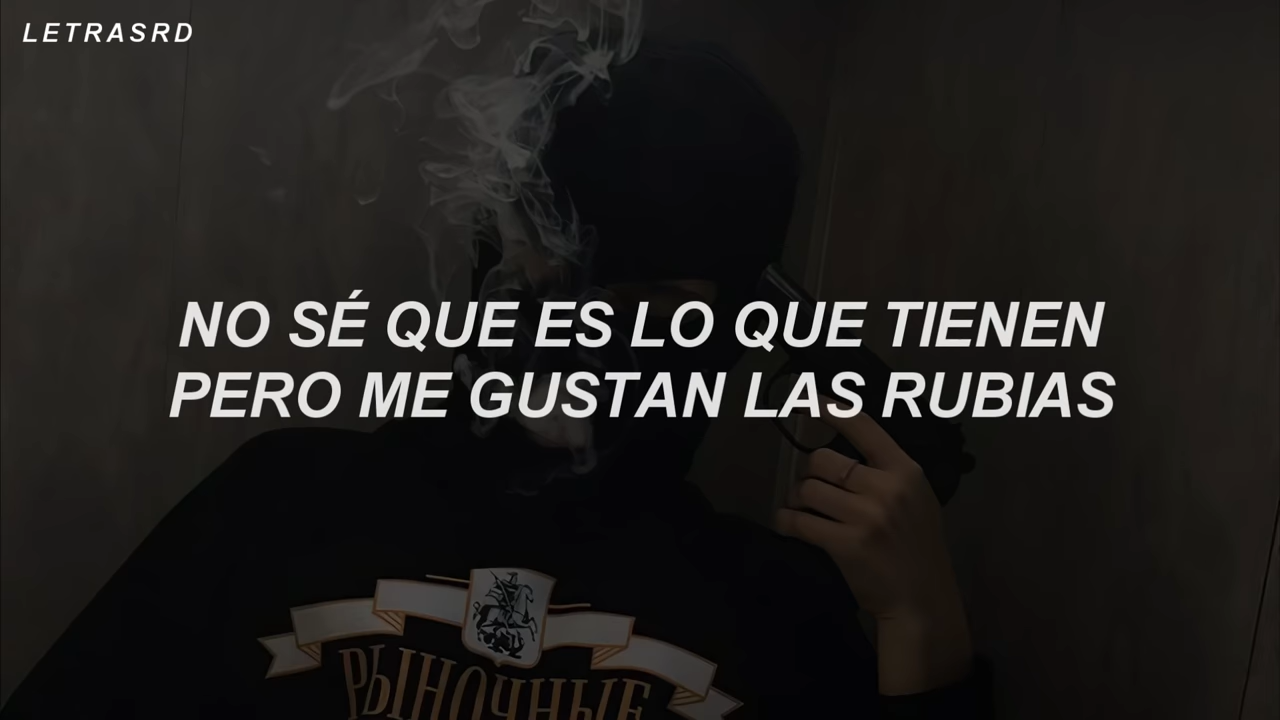 LETRASRD
NO SÉ QUE ES LO QUE TIENEN
PERO ME GUSTAN LAS RUBIAS
РЫНОЧНЫЕ